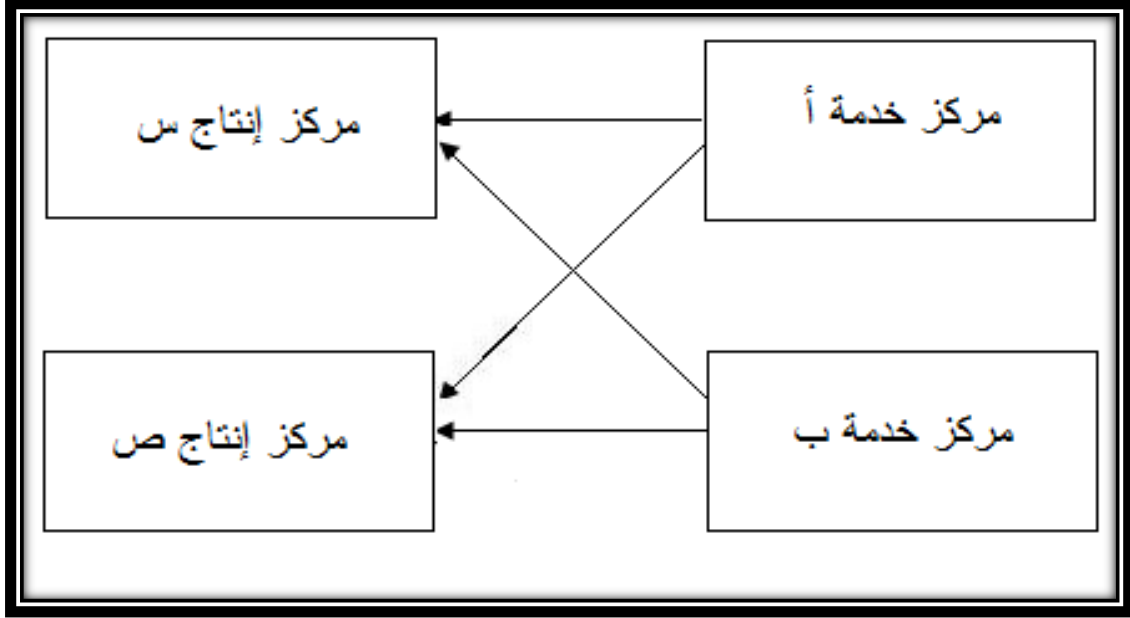 مركز خدمة أ
مركز إنتاج س
مركز خدمة ب
مركز إنتاج ص